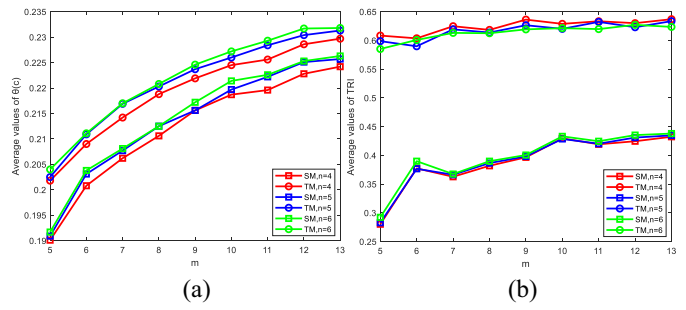 Average values of θ(c)
0.235
0.23
0.225
0.22
0.215
0.21
0.205
0.2
0.195
0.19
5 6 7 8 9 10 11 12 13
m
SM,n=4
TM,n=4
SM,n=5
TM,n=5
SM,n=6
TM,n=6
(a)
Average values of TRI
0.65
0.6
0.55
0.5
0.45
0.4
0.35
0.3
0.25
5 6 7 8 9 10 11 12 13
m
SM,n=4
TM,n=4
SM,n=5
TM,n=5
SM,n=6
TM,n=6
(b)